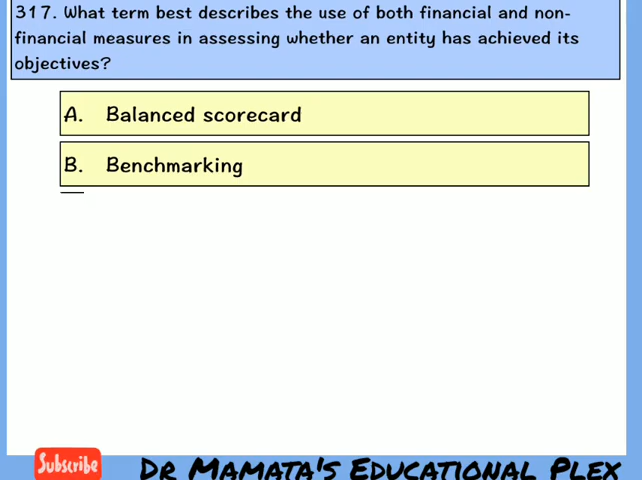 317. What term best describes the use of both financial and non-
financial measures in assessing whether an entity has achieved its
objectives?
A. Balanced scorecard
B. Benchmarking
Subscribe
Dr Mamata's Educational Plex